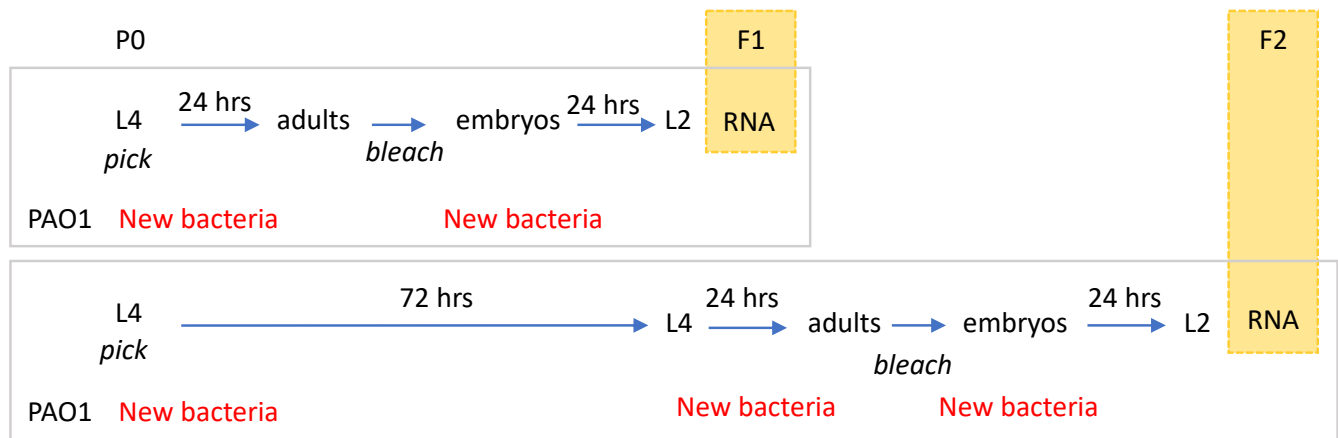 P0 F1 F2
24 hrs 24 hrs
L4 adults embryos L2 RNA
pick bleach
PAO1 New bacteria New bacteria
72 hrs 24 hrs 24 hrs
L4 L4 adults embryos L2 RNA
pick bleach
New bacteria New bacteria
PAO1 New bacteria